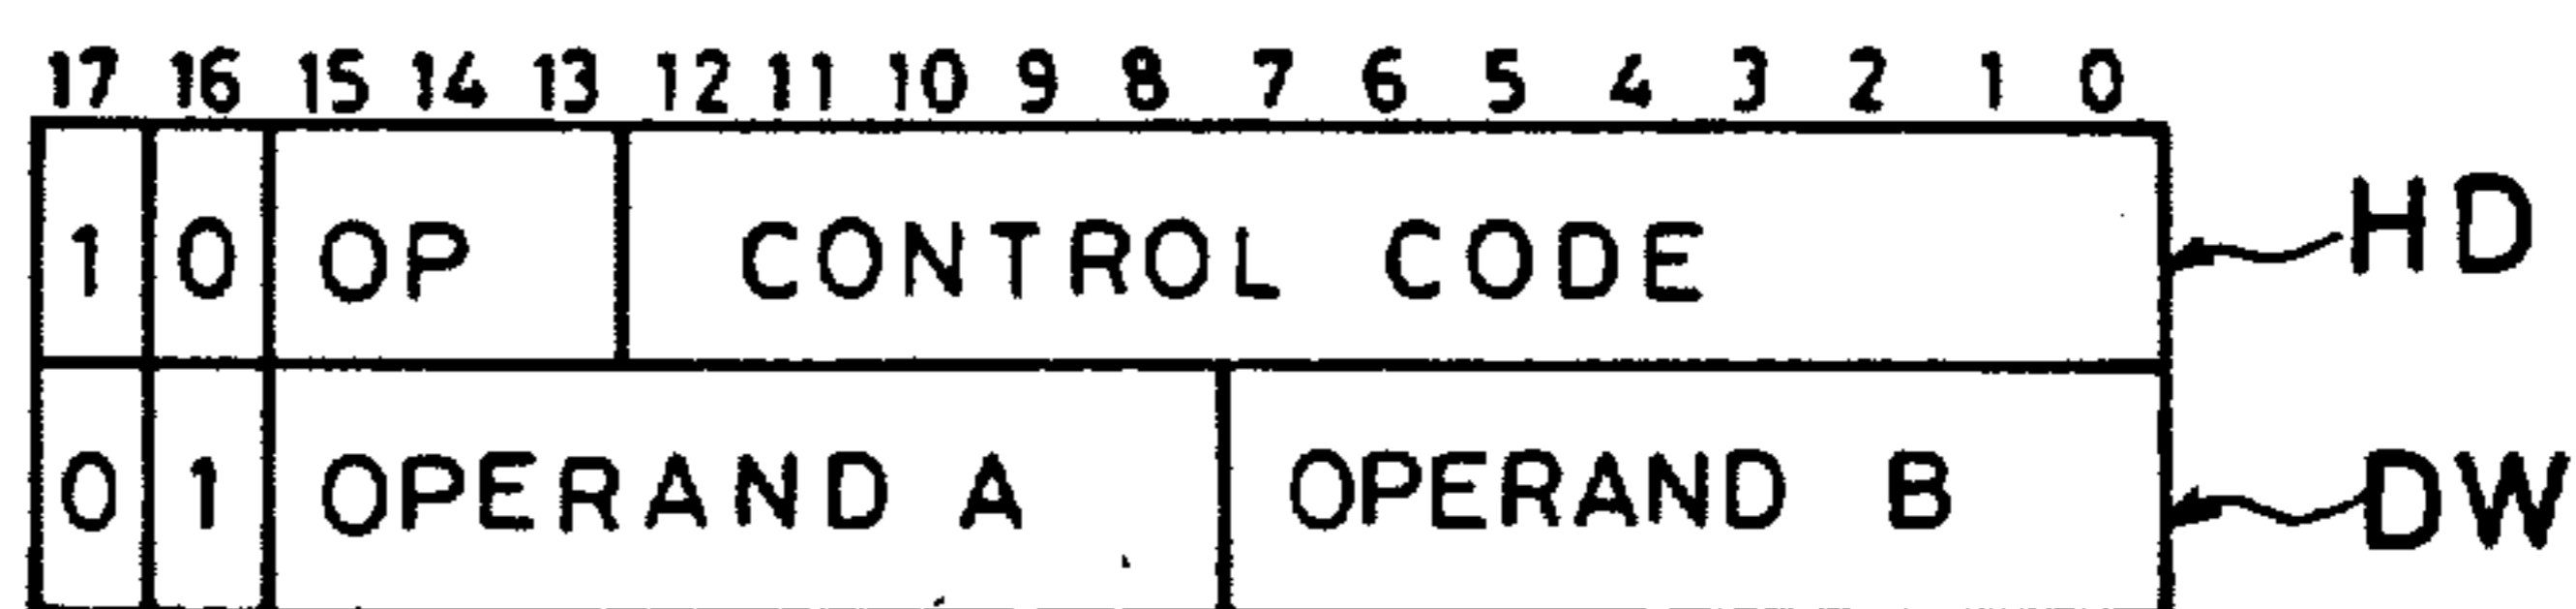 17 16 15 14 13 12 11 10 9 8 7 6 5 4 3 2 1 0
1 0 OP CONTROL CODE HD
0 1 OPERAND A OPERAND B DW